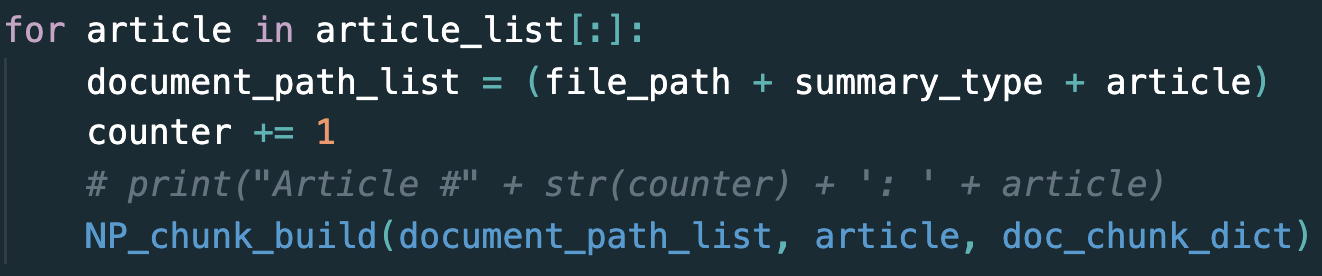 for article in article_list[:]:
    document_path_list = (file_path + summary_type + article)
    counter += 1
    # print("Article #" + str(counter) + ': ' + article)
    NP_chunk_build(document_path_list, article, doc_chunk_dict)